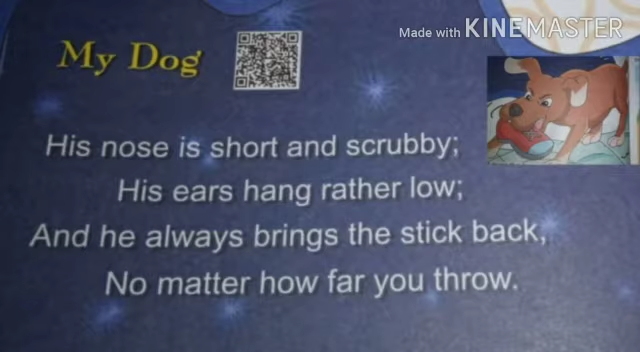 Made with KINEMASTER
My Dog
His nose is short and scrubby;
His ears hang rather low;
And he always brings the stick back,
No matter how far you throw.